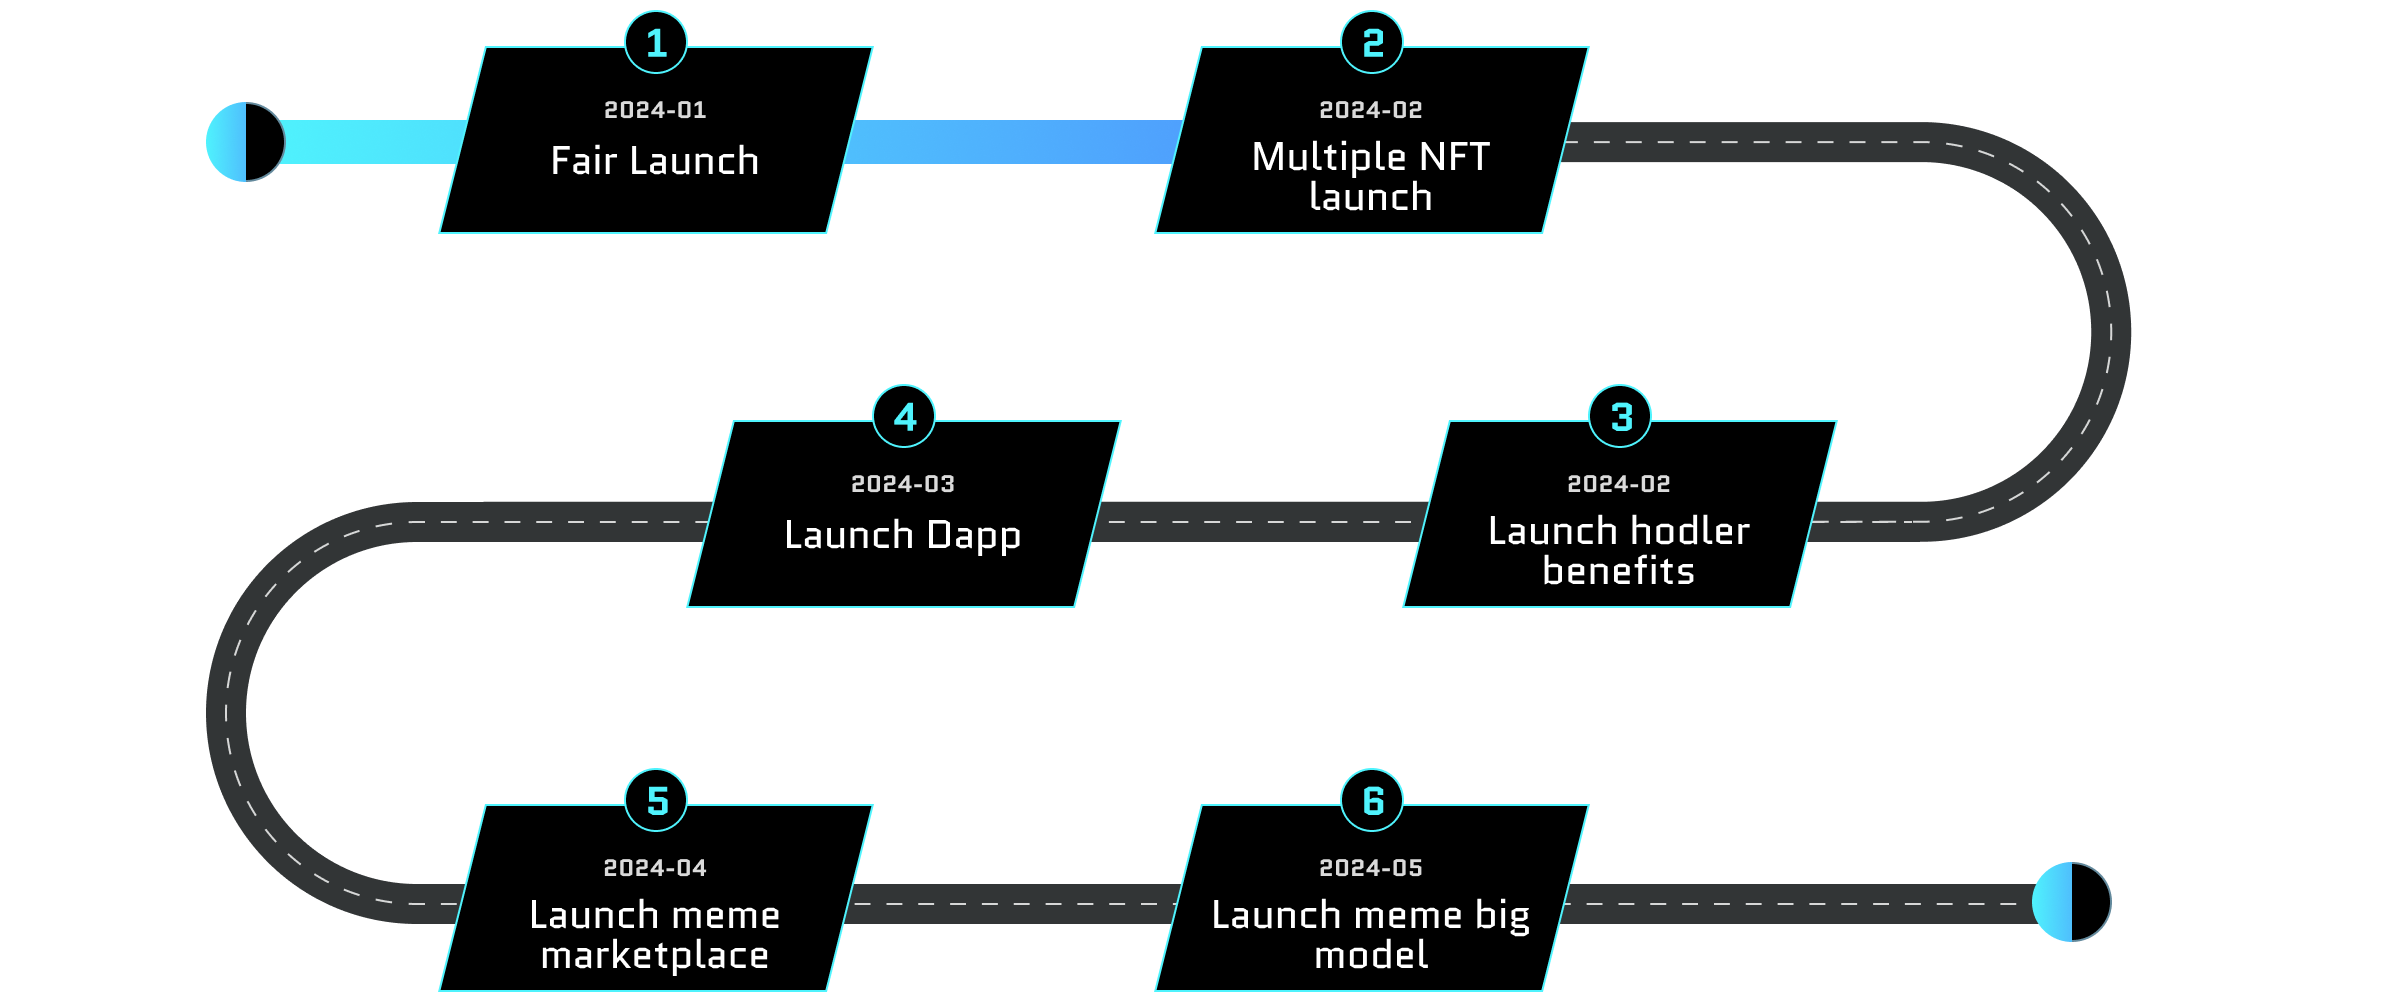 1
2024-01
Fair Launch
2
2024-02
Multiple NFT
launch
3
2024-02
Launch hodler
benefits
4
2024-03
Launch Dapp
5
2024-04
Launch meme
marketplace
6
2024-05
Launch meme big
model